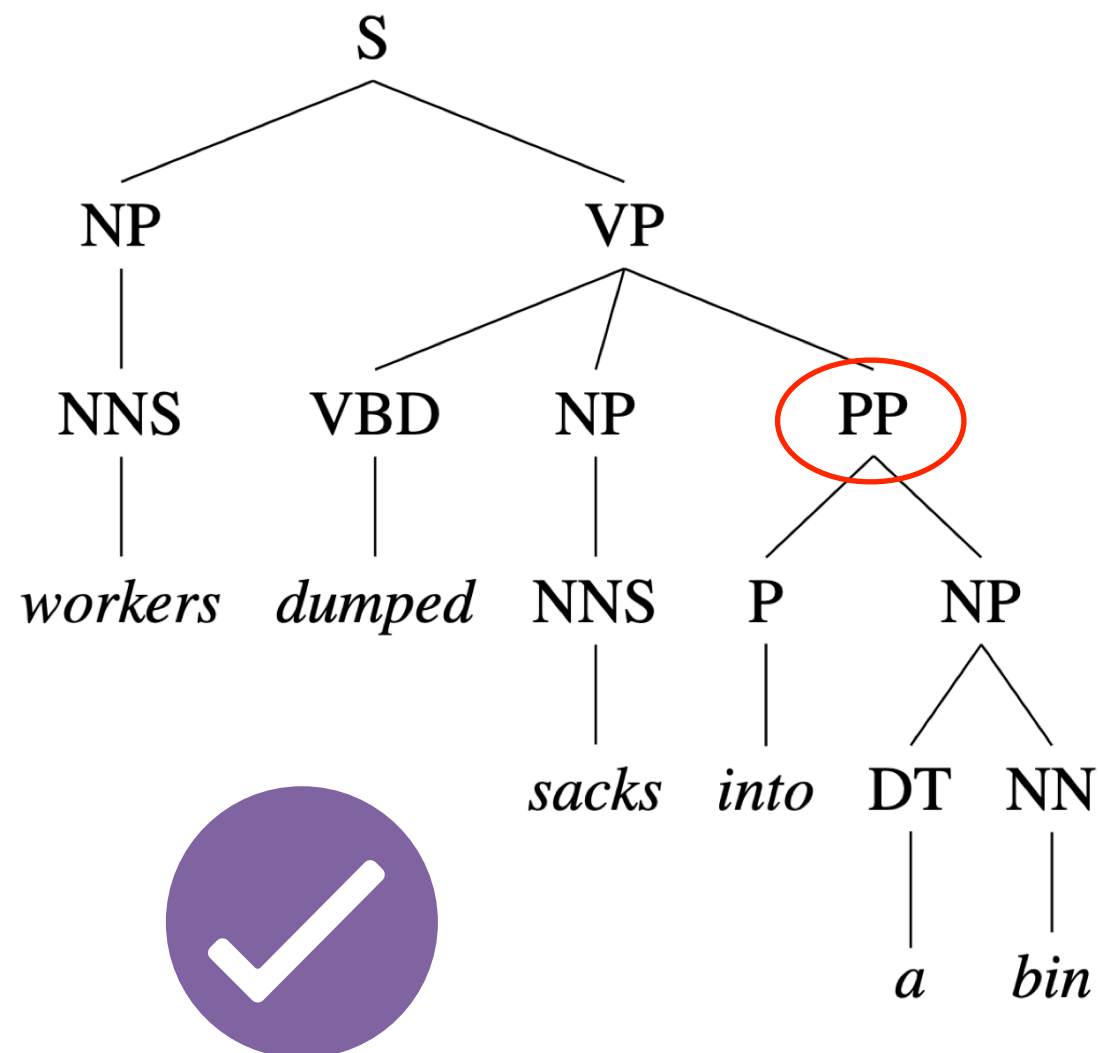 S
NP VP
NNS VBD NP PP
workers dumped NNS P NP
sacks into DT NN
a bin